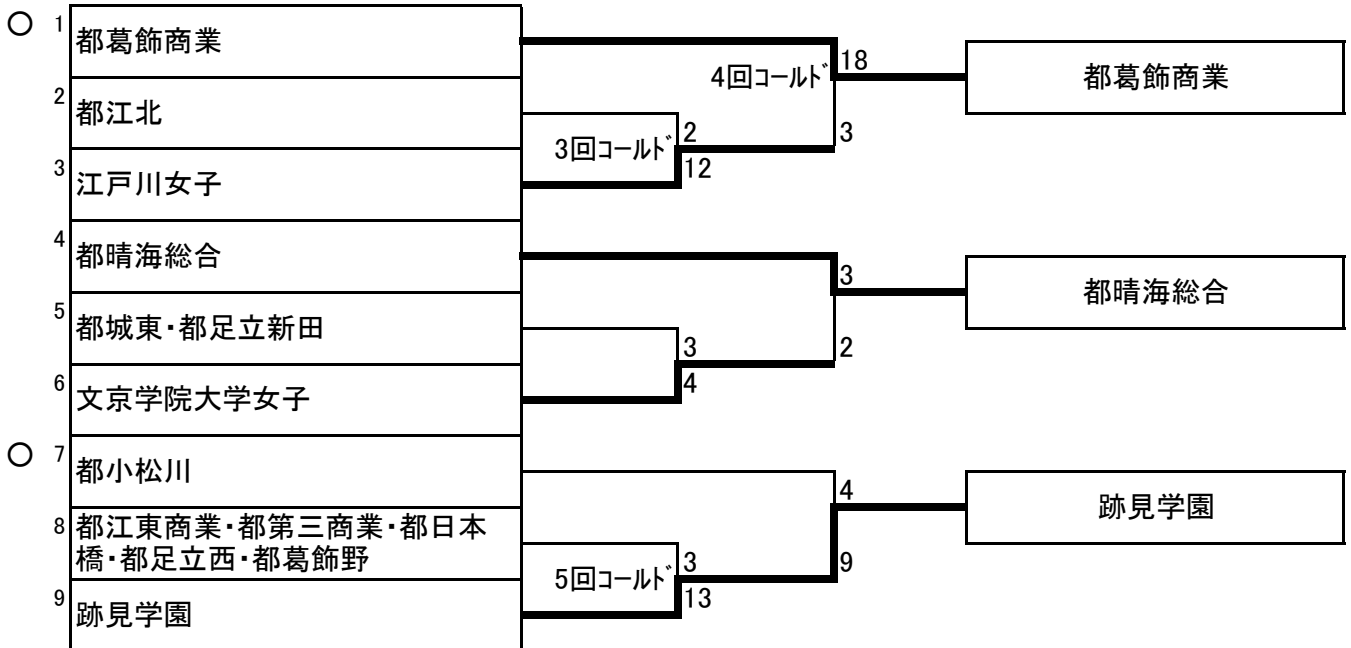 ○ 1 都葛飾商業
18
4回ｺｰﾙﾄﾞ
都葛飾商業
2 都江北
2
3
3回ｺｰﾙﾄﾞ
12
3 江戸川女子
4 都晴海総合
3
都晴海総合
5 都城東・都足立新田
3
2
4
6 文京学院大学女子
○ 7 都小松川
4
跡見学園
8 都江東商業・都第三商業・都日本
橋・都足立西・都葛飾野
3
9
5回ｺｰﾙﾄﾞ
13
9 跡見学園